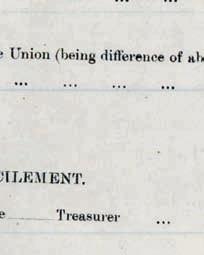 ... ...
e Union (being difference of ab
... ... ... ...
CILEMENT.
e Treasurer ...